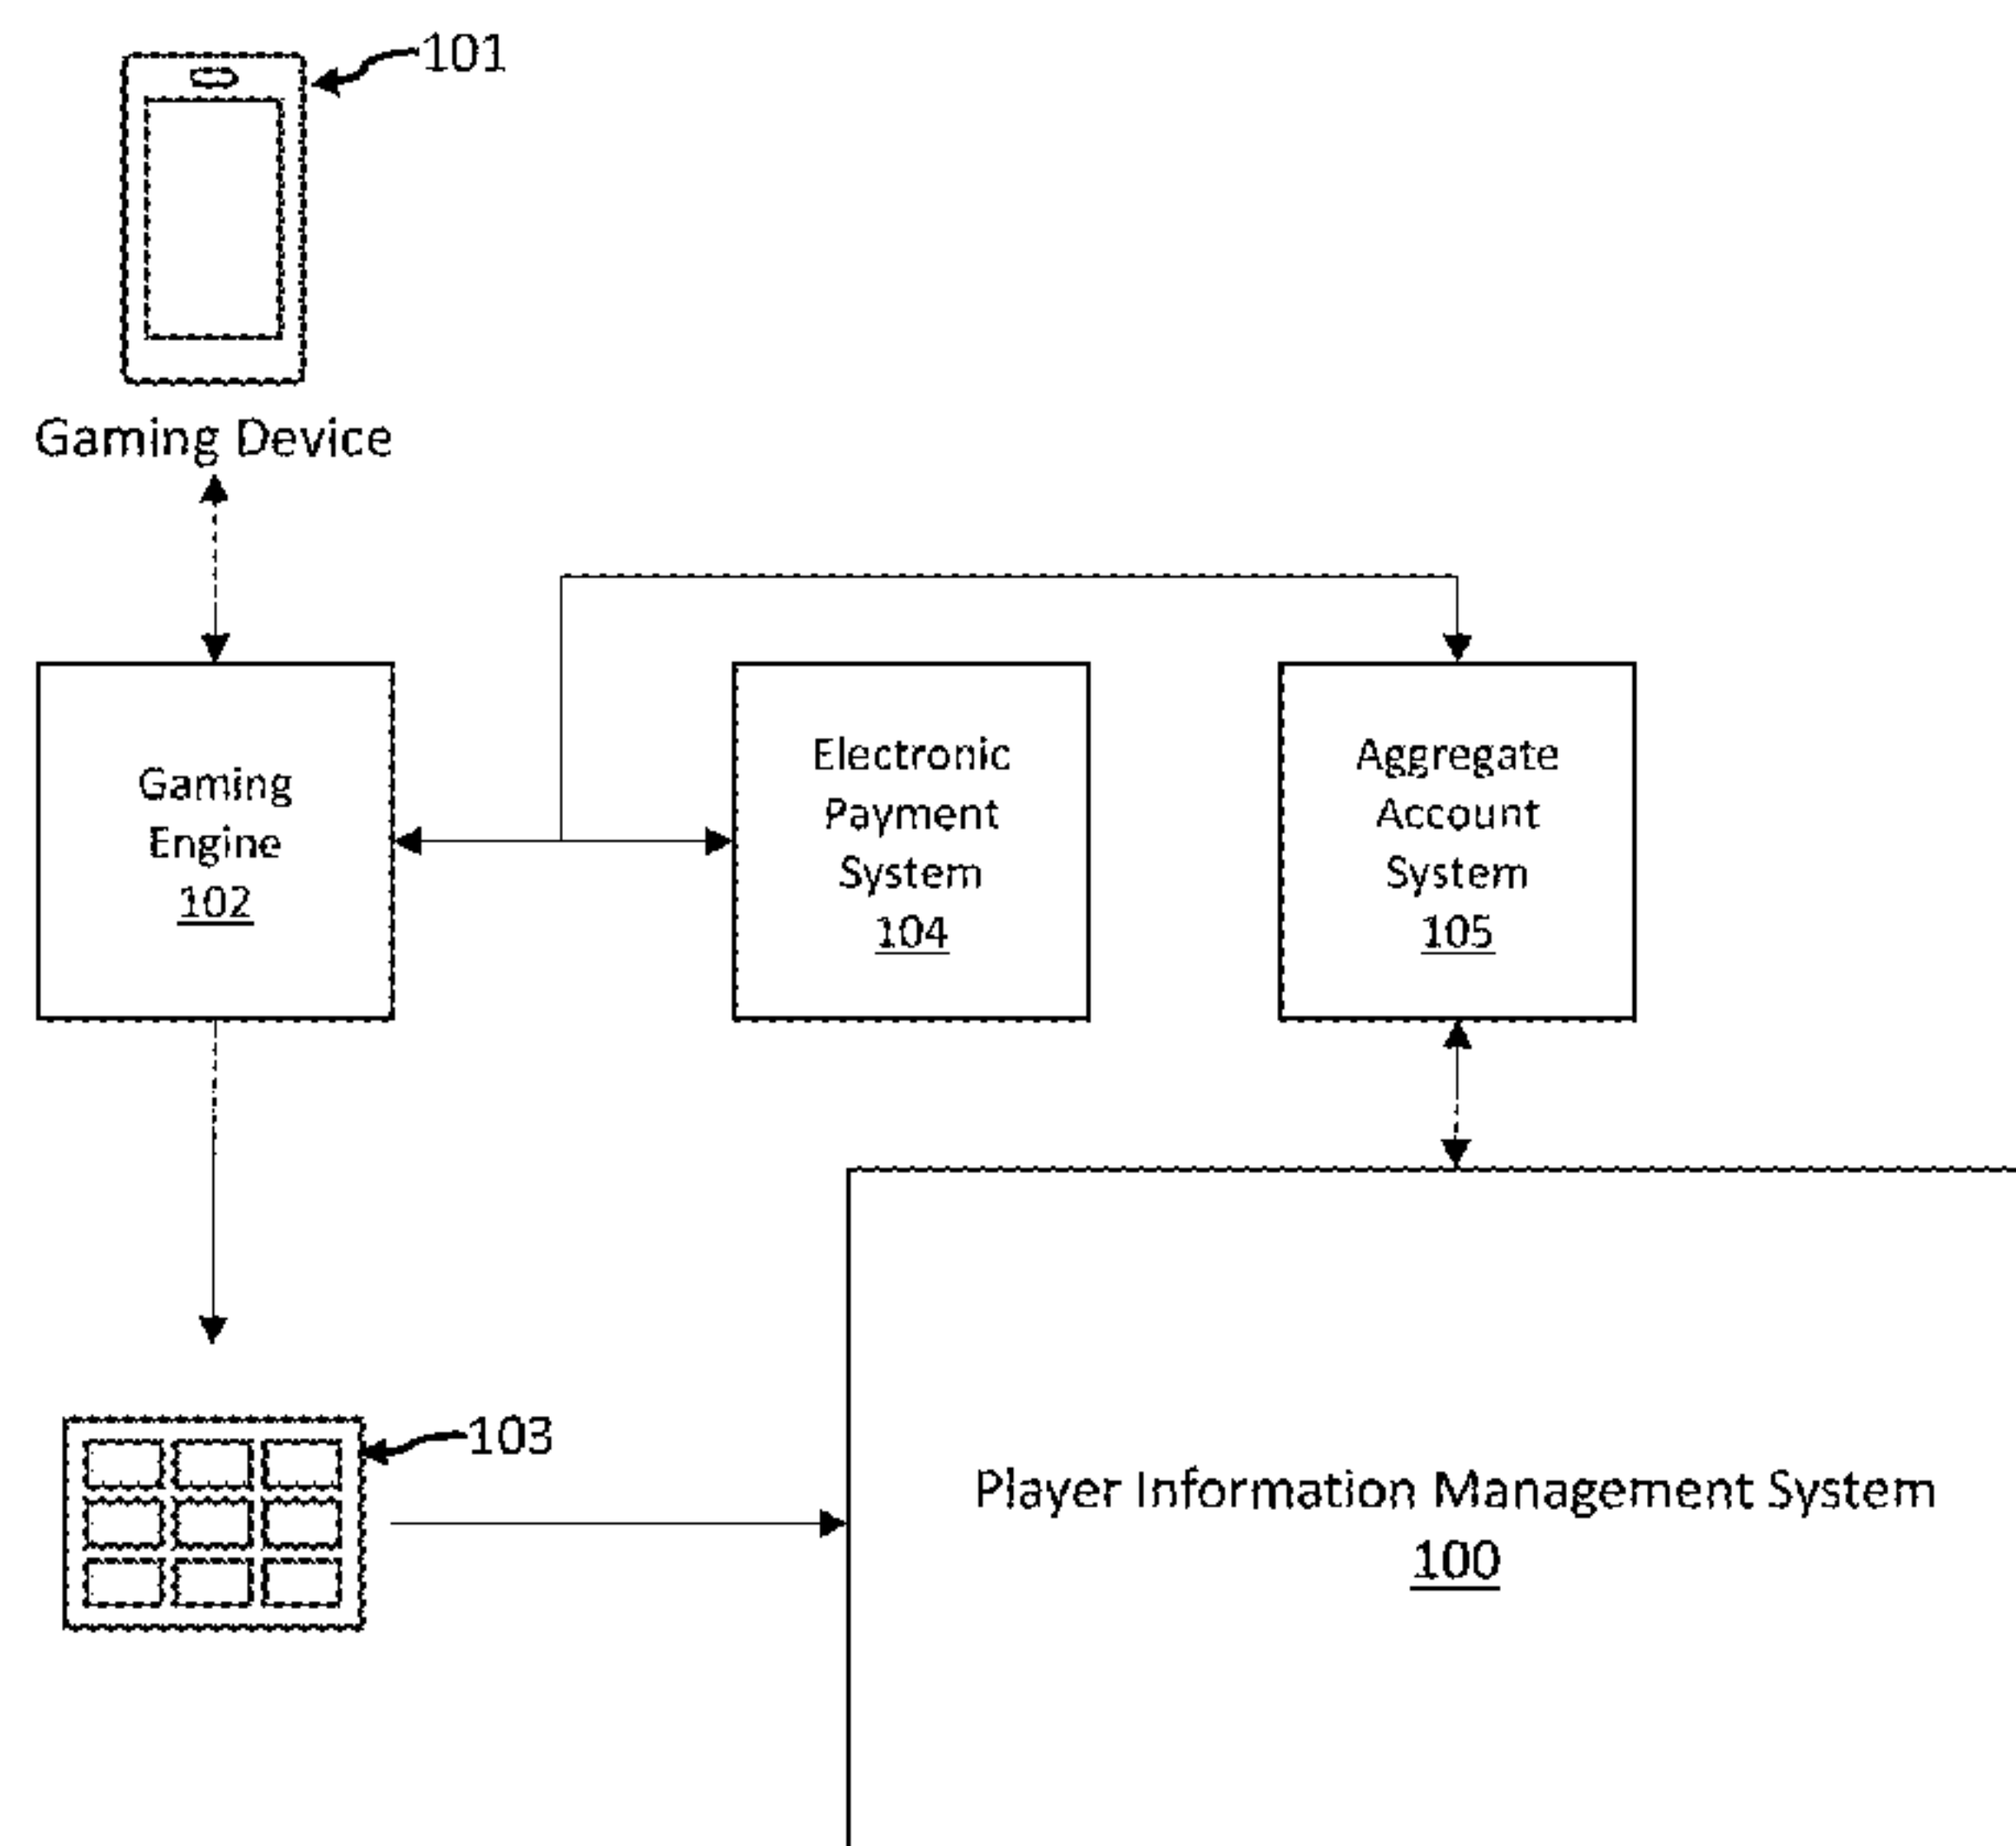 101
Gaming Device
Gaming
Engine
102
Electronic
Payment
System
104
Aggregate
Account
System
105
103
Player Information Management System
100